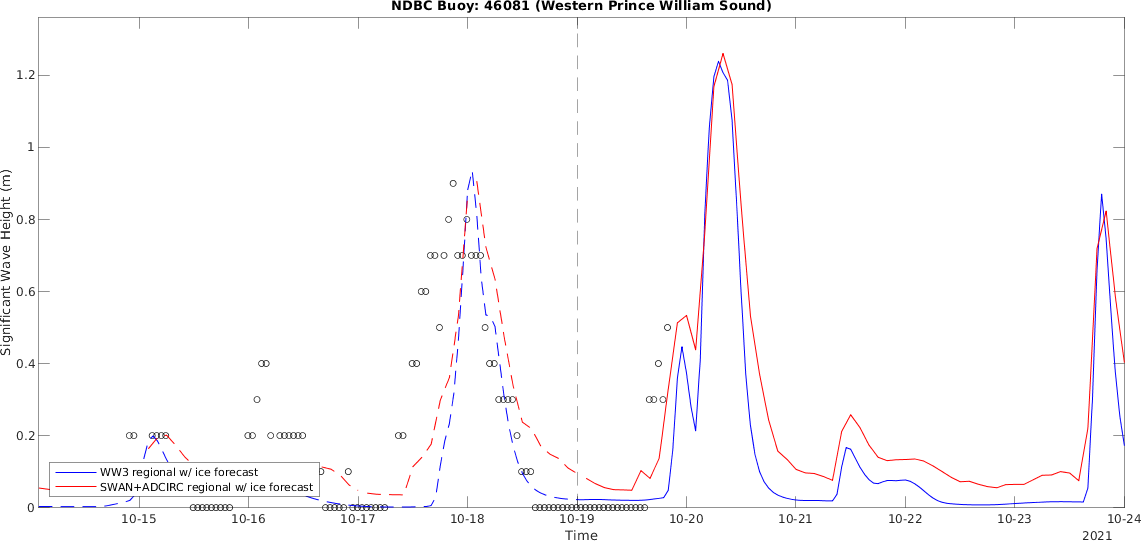 NDBC Buoy: 46081 (Western Prince William Sound)
Significant Wave Height (m)
1.2
1
0.8
0.6
0.4
0.2
0
WW3 regional w/ ice forecast
SWAN+ADCIRC regional w/ ice forecast
10-15 10-16 10-17 10-18 10-19 10-20 10-21 10-22 10-23 10-24
Time
2021